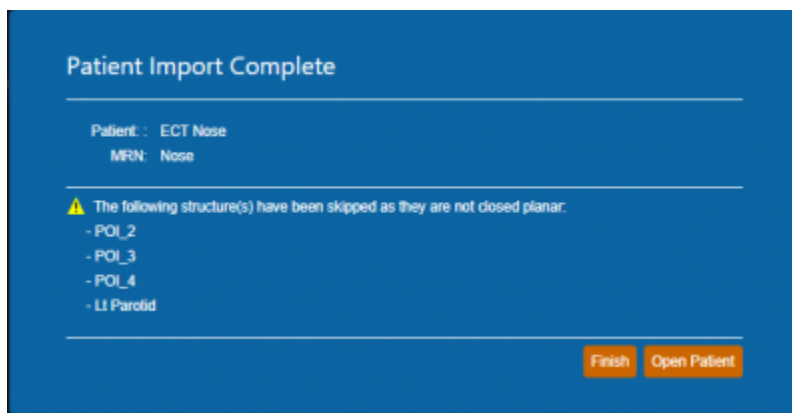 Patient Import Complete
Patient : ECT Nose
MRN: Nose
The following structure(s) have been skipped as they are not closed planar:
- POI_2
- POI_3
- POI_4
- Lt Parotid
Finish Open Patient